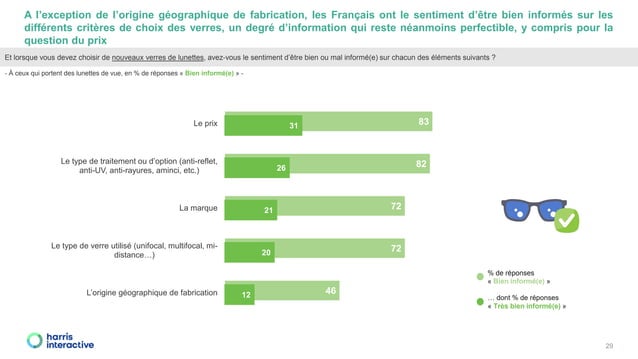 A l’exception de l’origine géographique de fabrication, les Français ont le sentiment d’être bien informés sur les
différents critères de choix des verres, un degré d’information qui reste néanmoins perfectible, y compris pour la
question du prix
Et lorsque vous devez choisir de nouveaux verres de lunettes, avez-vous le sentiment d’être bien ou mal informé(e) sur chacun des éléments suivants ?
- À ceux qui portent des lunettes de vue, en % de réponses « Bien informé(e) » -
Le prix
31
83
Le type de traitement ou d’option (anti-reflet,
anti-UV, anti-rayures, aminci, etc.)
26
82
La marque
21
72
Le type de verre utilisé (unifocal, multifocal, mi-
distance…)
20
72
L’origine géographique de fabrication
12
46
% de réponses
« Bien informé(e) »
… dont % de réponses
« Très bien informé(e) »
harris
interactive
29